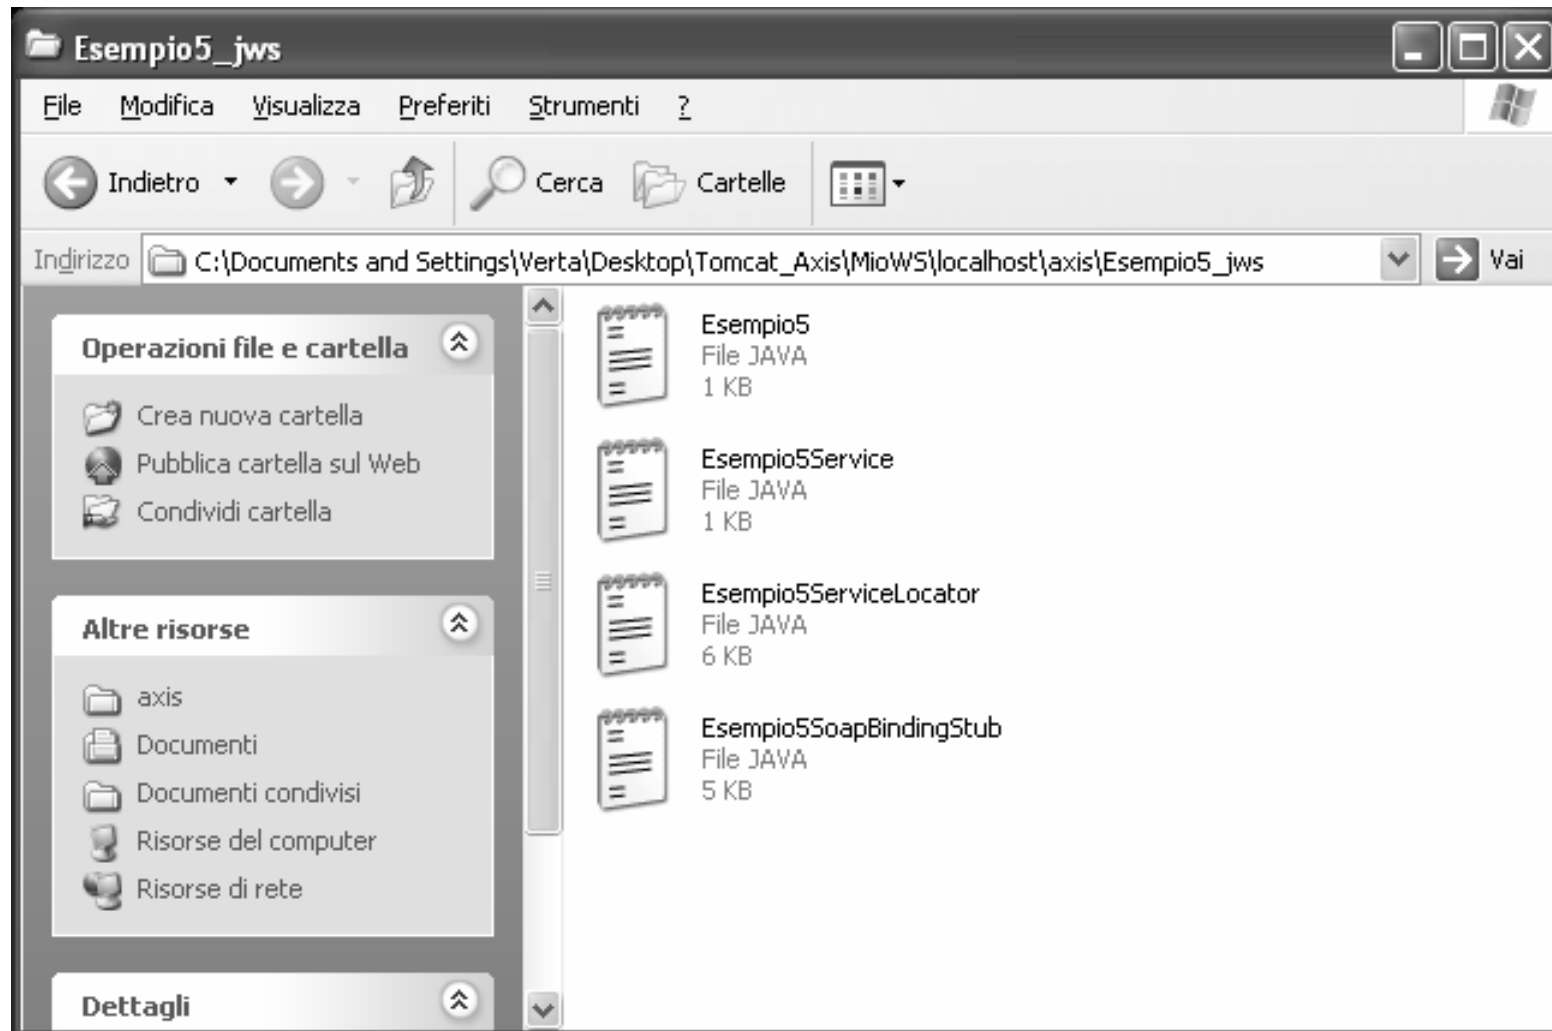 Esempio5_jws
File Modifica Visualizza Preferiti Strumenti ?
Indietro Cerca Cartelle
Indirizzo C:\Documents and Settings\Verta\Desktop\Tomcat_Axis\MioWS\localhost\axis\Esempio5_jws Vai
Operazioni file e cartella
Crea nuova cartella
Pubblica cartella sul Web
Condividi cartella
Altre risorse
axis
Documenti
Documenti condivisi
Risorse del computer
Risorse di rete
Dettagli
Esempio5
File JAVA
1 KB
Esempio5Service
File JAVA
1 KB
Esempio5ServiceLocator
File JAVA
6 KB
Esempio5SoapBindingStub
File JAVA
5 KB